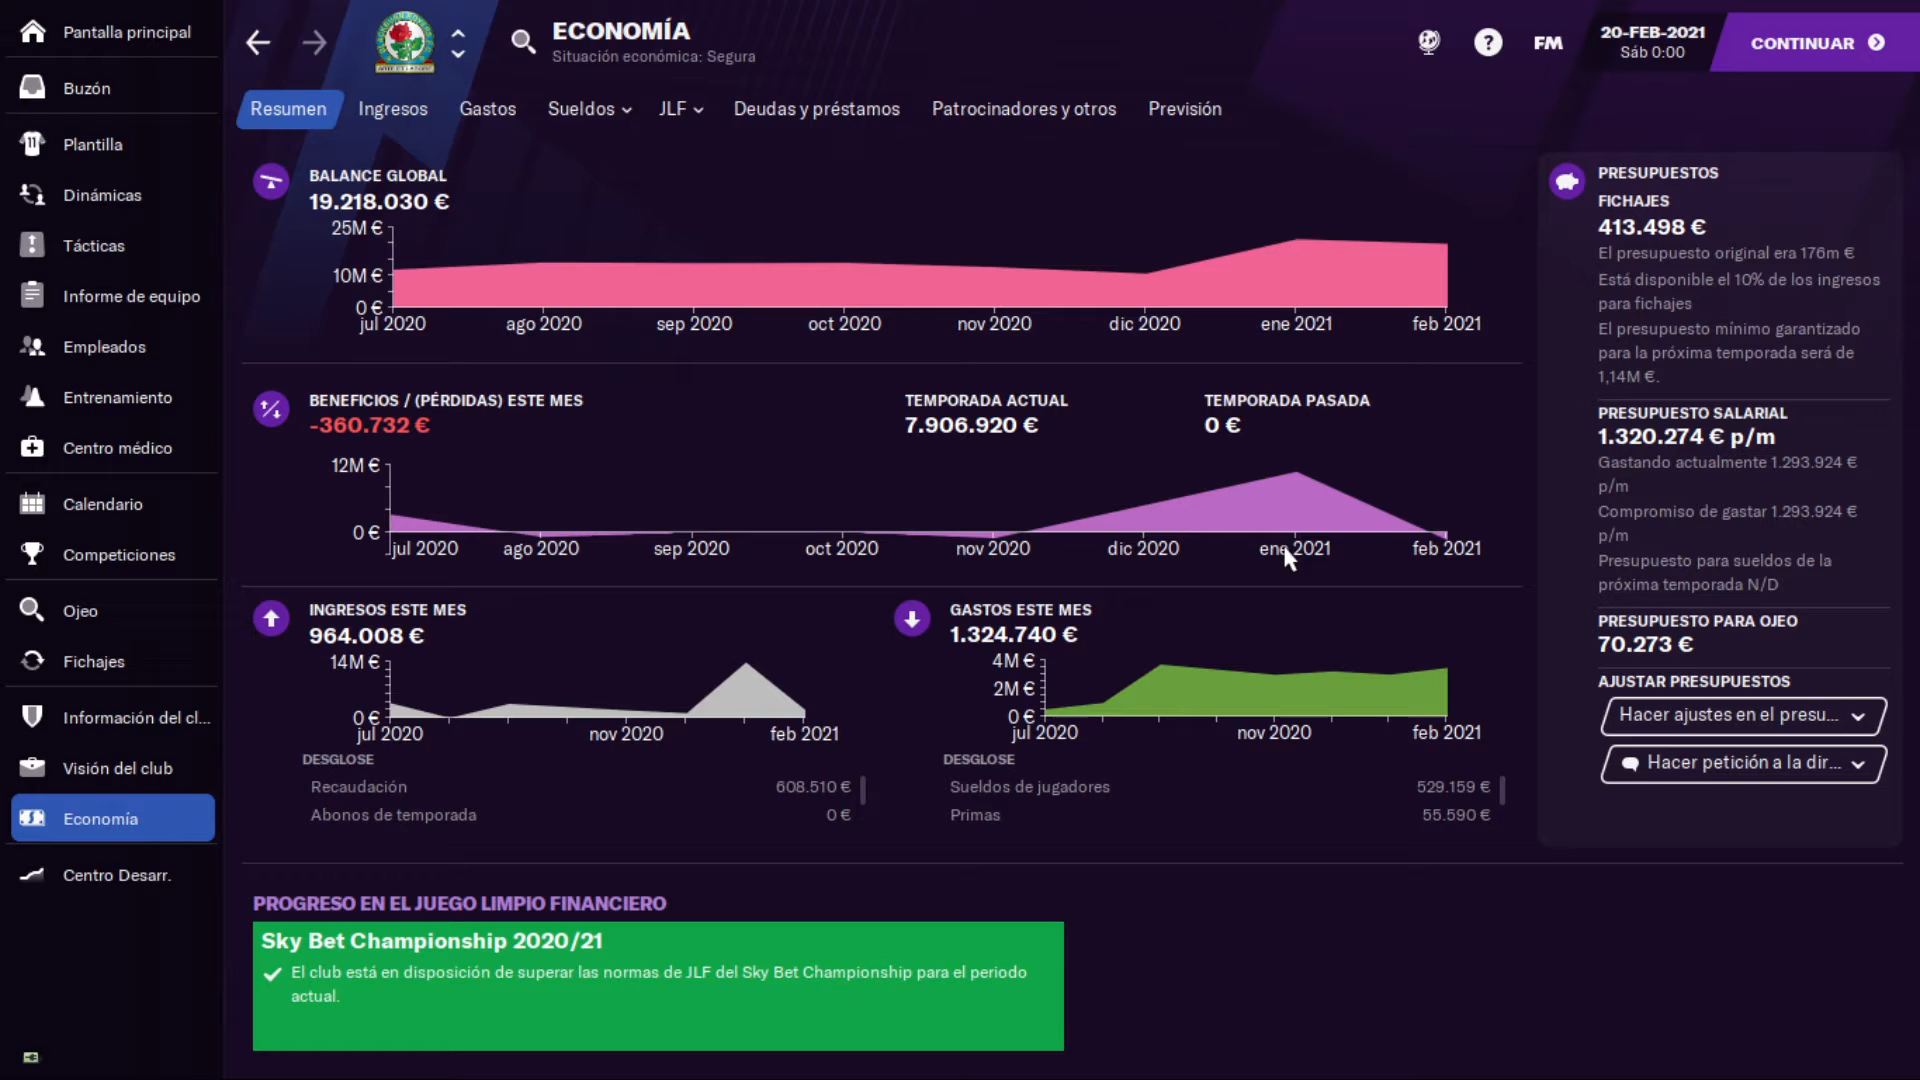 Pantalla principal
Buzón
Plantilla
Dinámicas
Tácticas
Informe de equipo
Empleados
Entrenamiento
Centro médico
Calendario
Competiciones
Ojeo
Fichajes
Información del cl...
Visión del club
Economía
Centro Desarr.
ECONOMÍA
Situación económica: Segura
FM
20-FEB-2021
Sáb 0:00
CONTINUAR
Resumen
Ingresos
Gastos
Sueldos
JLF
Deudas y préstamos
Patrocinadores y otros
Previsión
BALANCE GLOBAL
19.218.030 €
25M €
10M €
0 €
jul 2020
ago 2020
sep 2020
oct 2020
nov 2020
dic 2020
ene 2021
feb 2021
BENEFICIOS / (PÉRDIDAS) ESTE MES
-360.732 €
TEMPORADA ACTUAL
7.906.920 €
TEMPORADA PASADA
0 €
12M €
0 €
jul 2020
ago 2020
sep 2020
oct 2020
nov 2020
dic 2020
ene 2021
feb 2021
INGRESOS ESTE MES
964.008 €
14M €
0 €
jul 2020
nov 2020
feb 2021
DESGLOSE
Recaudación 608.510 €
Abonos de temporada 0 €
GASTOS ESTE MES
1.324.740 €
4M €
2M €
0 €
jul 2020
nov 2020
feb 2021
DESGLOSE
Sueldos de jugadores 529.159 €
Primas 55.590 €
PROGRESO EN EL JUEGO LIMPIO FINANCIERO
Sky Bet Championship 2020/21
El club está en disposición de superar las normas de JLF del Sky Bet Championship para el periodo
actual.
PRESUPUESTOS
FICHAJES
413.498 €
El presupuesto original era 176m €
Está disponible el 10% de los ingresos
para fichajes
El presupuesto mínimo garantizado
para la próxima temporada será de
1,14M €.
PRESUPUESTO SALARIAL
1.320.274 € p/m
Gastando actualmente 1.293.924 €
p/m
Compromiso de gastar 1.293.924 €
p/m
Presupuesto para sueldos de la
próxima temporada N/D
PRESUPUESTO PARA OJEO
70.273 €
AJUSTAR PRESUPUESTOS
Hacer ajustes en el presu...
Hacer petición a la dir...